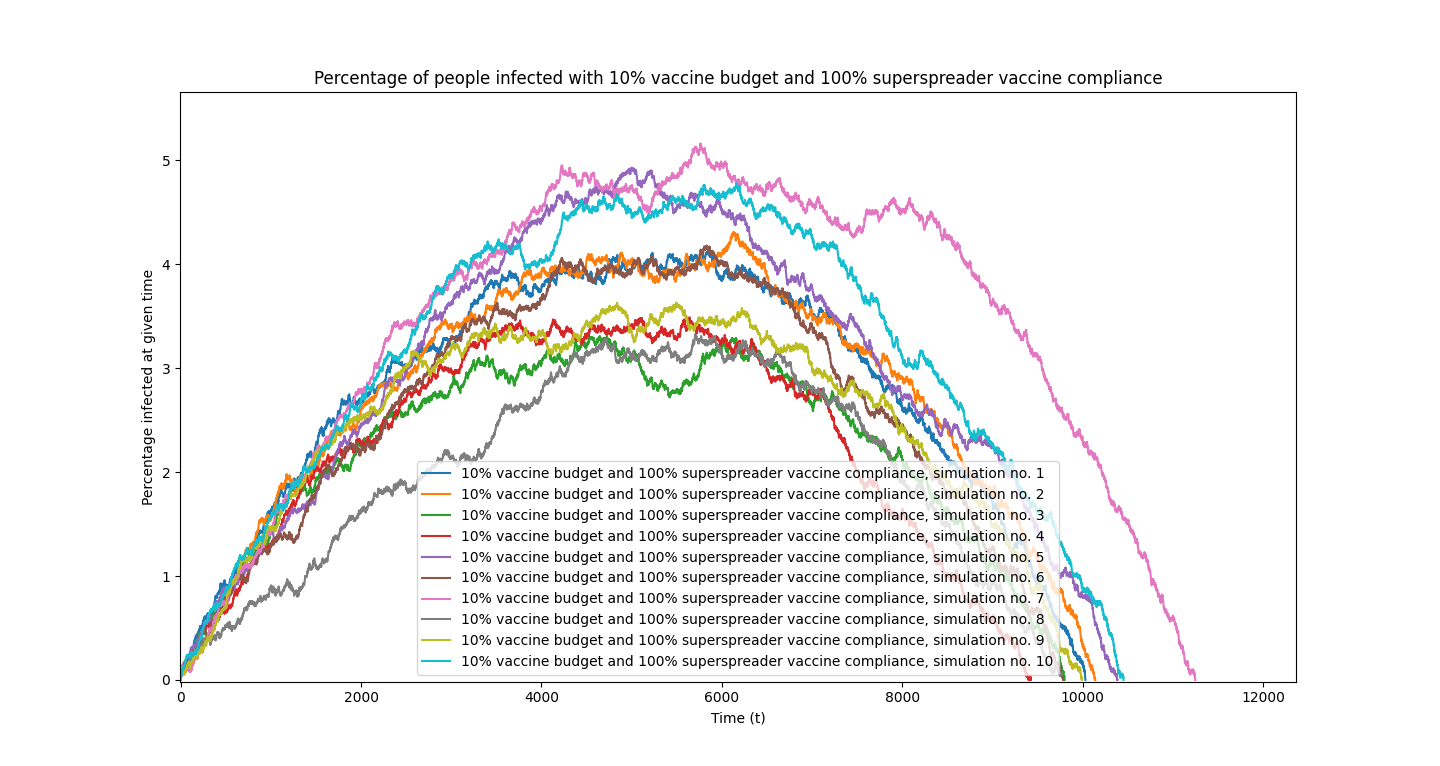 Percentage of people infected with 10% vaccine budget and 100% superspreader vaccine compliance
Percentage infected at given time
5
4
3
2
1
0
10% vaccine budget and 100% superspreader vaccine compliance, simulation no. 1
10% vaccine budget and 100% superspreader vaccine compliance, simulation no. 2
10% vaccine budget and 100% superspreader vaccine compliance, simulation no. 3
10% vaccine budget and 100% superspreader vaccine compliance, simulation no. 4
10% vaccine budget and 100% superspreader vaccine compliance, simulation no. 5
10% vaccine budget and 100% superspreader vaccine compliance, simulation no. 6
10% vaccine budget and 100% superspreader vaccine compliance, simulation no. 7
10% vaccine budget and 100% superspreader vaccine compliance, simulation no. 8
10% vaccine budget and 100% superspreader vaccine compliance, simulation no. 9
10% vaccine budget and 100% superspreader vaccine compliance, simulation no. 10
0 2000 4000 6000 8000 10000 12000
Time (t)